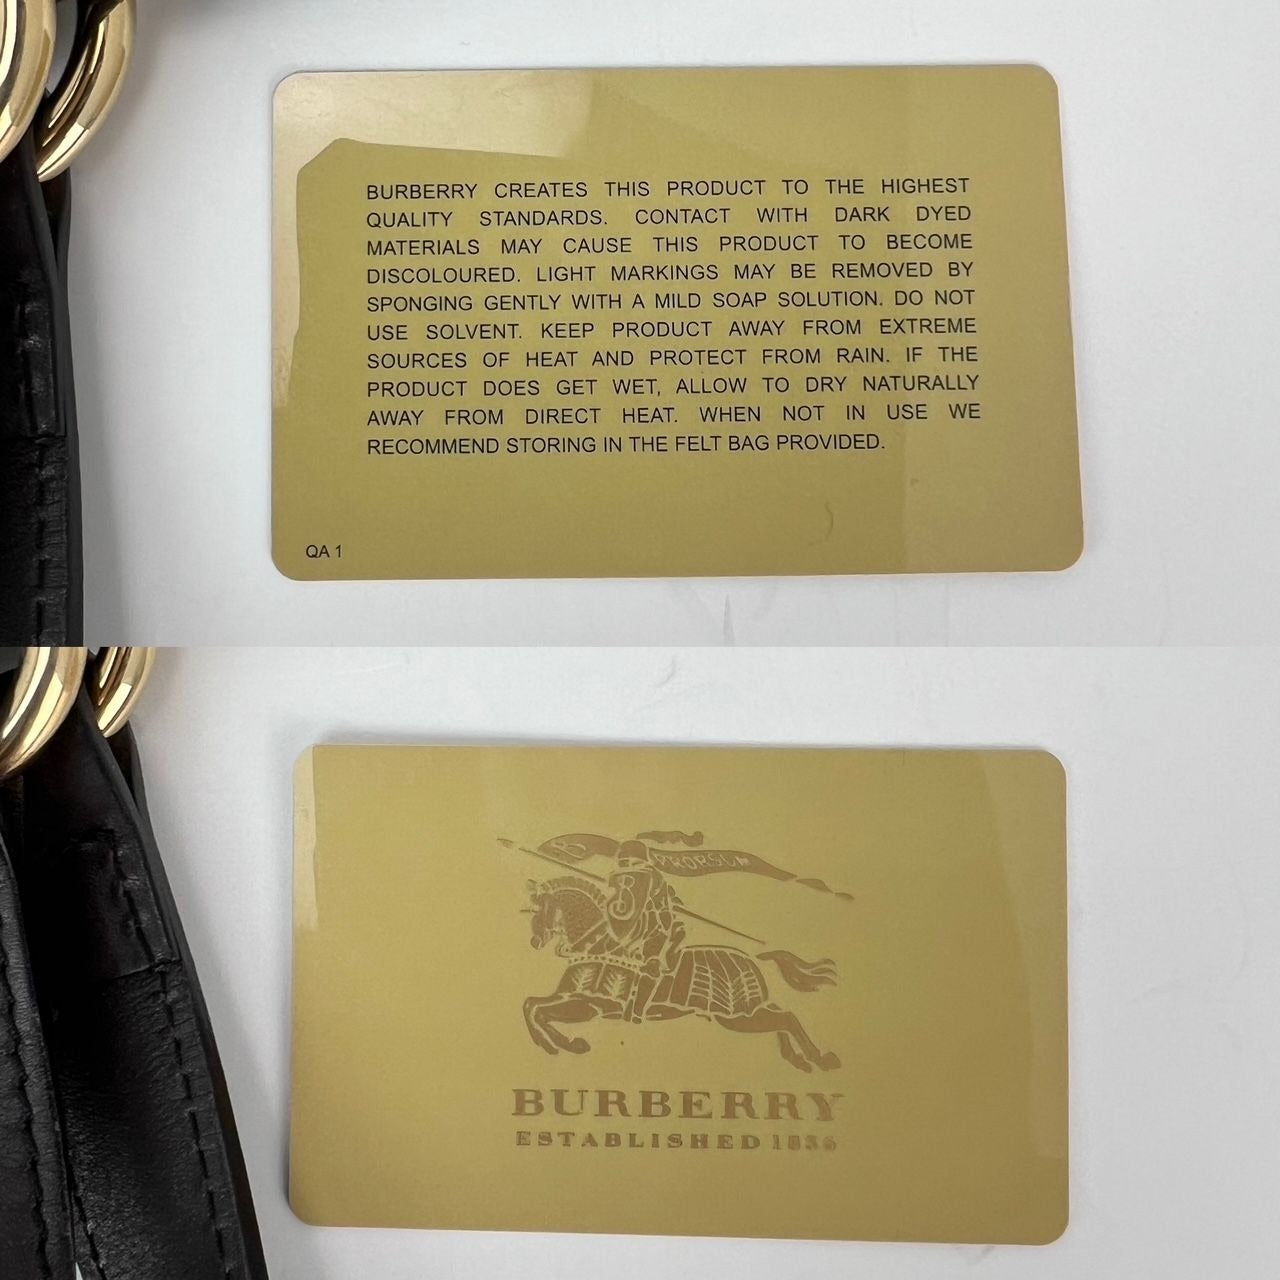 BURBERRY CREATES THIS PRODUCT TO THE HIGHEST
QUALITY STANDARDS. CONTACT WITH DARK DYED
MATERIALS MAY CAUSE THIS PRODUCT TO BECOME
DISCOLOURED. LIGHT MARKINGS MAY BE REMOVED BY
SPONGING GENTLY WITH A MILD SOAP SOLUTION. DO NOT
USE SOLVENT. KEEP PRODUCT AWAY FROM EXTREME
SOURCES OF HEAT AND PROTECT FROM RAIN. IF THE
PRODUCT DOES GET WET, ALLOW TO DRY NATURALLY
AWAY FROM DIRECT HEAT. WHEN NOT IN USE WE
RECOMMEND STORING IN THE FELT BAG PROVIDED.
QA 1
PRORSUM
B
BURBERRY
ESTABLISHED 1856